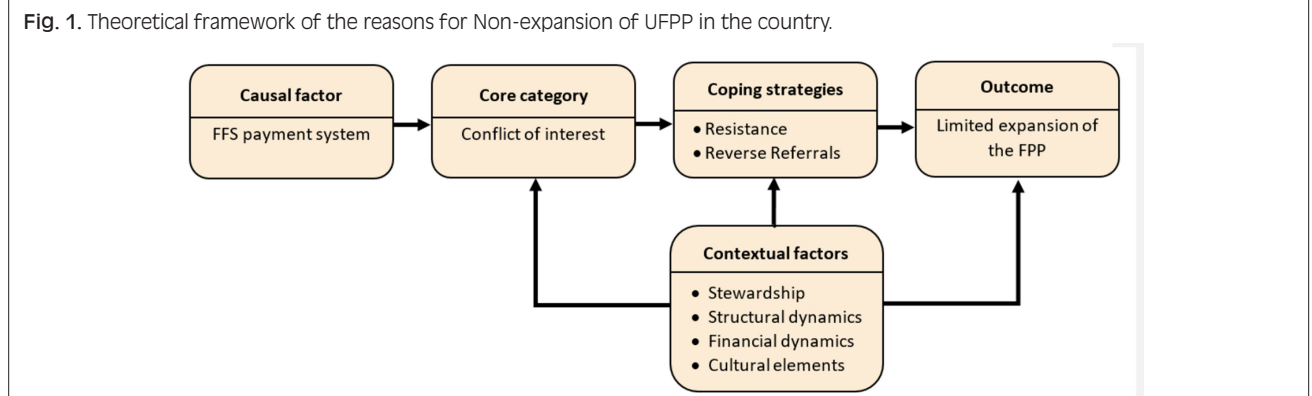 Fig. 1. Theoretical framework of the reasons for Non-expansion of UFPP in the country.
Causal factor
FFS payment system
Core category
Conflict of interest
Coping strategies
• Resistance
• Reverse Referrals
Outcome
Limited expansion of
the FPP
Contextual factors
• Stewardship
• Structural dynamics
• Financial dynamics
• Cultural elements